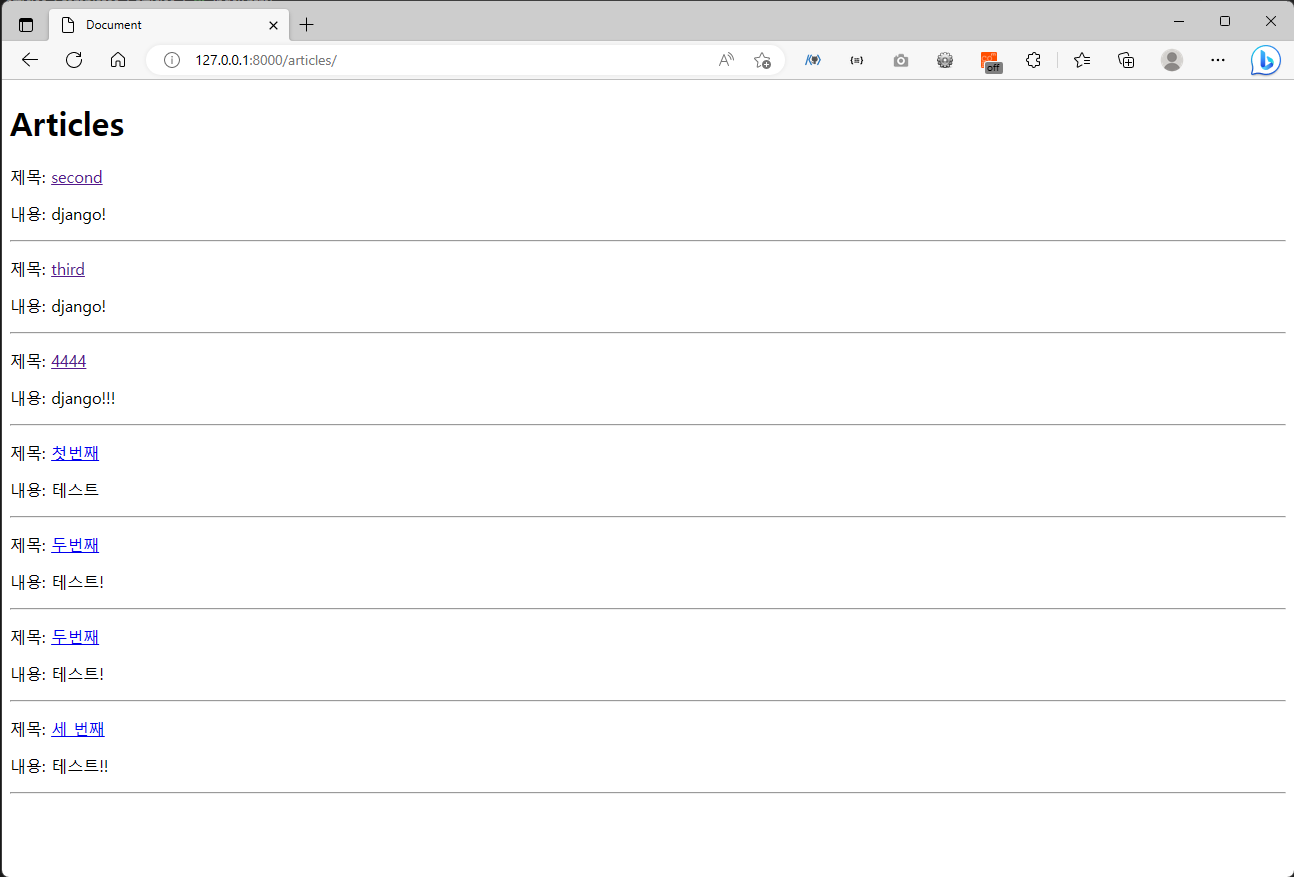 Document
127.0.0.1:8000/articles/
off
Articles
제목: second
내용: django!
제목: third
내용: django!
제목: 4444
내용: django!!!
제목: 첫번째
내용: 테스트
제목: 두번째
내용: 테스트!
제목: 두번째
내용: 테스트!
제목: 세 번째
내용: 테스트!!